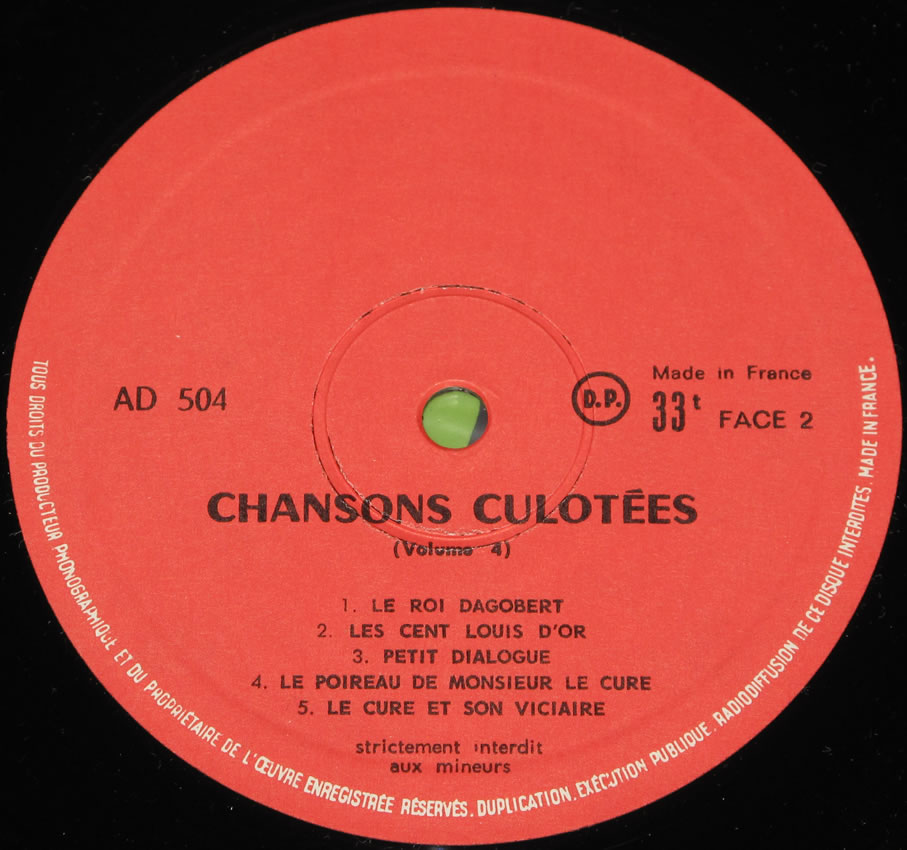 AD 504
D.P.
Made in France
33t FACE 2
CHANSONS CULOTÉES
(Volume 4)
1. LE ROI DAGOBERT
2. LES CENT LOUIS D'OR
3. PETIT DIALOGUE
4. LE POIREAU DE MONSIEUR LE CURE
5. LE CURE ET SON VICIAIRE
strictement interdit
aux mineurs
TOUS DROITS DU PRODUCTEUR PHONOGRAPHIQUE ET DU PROPRIÉTAIRE DE L'ŒUVRE ENREGISTRÉE RÉSERVÉS. DUPLICATION. EXÉCUTION PUBLIQUE. RADIODIFFUSION DE CE DISQUE INTERDITES. MADE IN FRANCE.